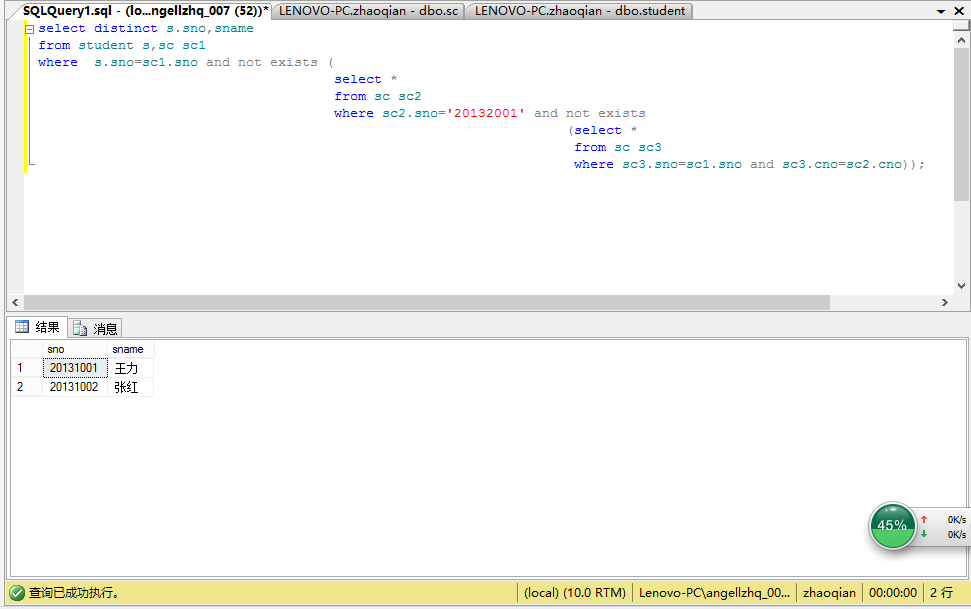 SQLQuery1.sql - (lo...ngellzhq_007 (52))* LENOVO-PC.zhaoqian - dbo.sc LENOVO-PC.zhaoqian - dbo.student
select distinct s.sno,sname
from student s,sc sc1
where  s.sno=sc1.sno and not exists (
select *
from sc sc2
where sc2.sno='20132001' and not exists
(select *
from sc sc3
where sc3.sno=sc1.sno and sc3.cno=sc2.cno));
结果 消息
sno sname
1 20131001 王力
2 20131002 张红
45% 0K/s
0K/s
查询已成功执行。 (local) (10.0 RTM) Lenovo-PC\angellzhq_00... zhaoqian 00:00:00 2 行